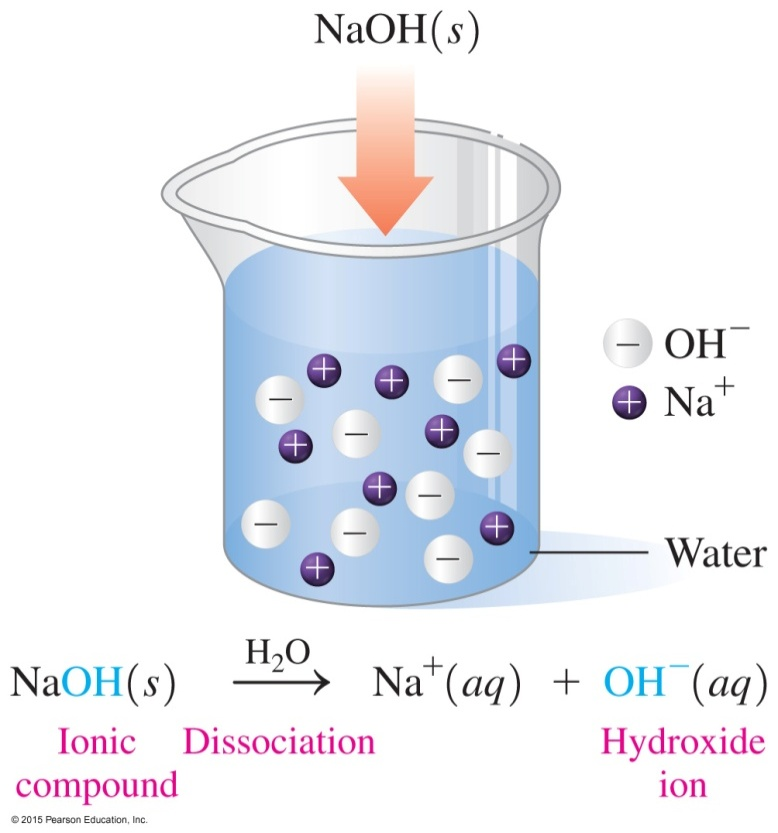 NaOH(s)
− OH⁻
+ Na⁺
Water
NaOH(s) H₂O → Na⁺(aq) + OH⁻(aq)
Ionic compound Dissociation Hydroxide ion
© 2015 Pearson Education, Inc.